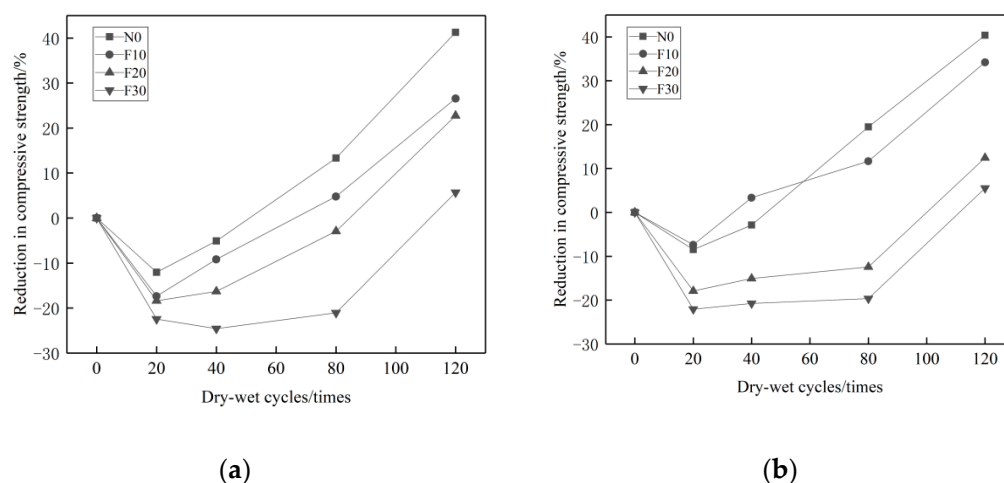 Reduction in compressive strength/%
40
30
20
10
0
−10
−20
−30
N0
F10
F20
F30
0
20
40
60
80
100
120
Dry-wet cycles/times
(a)
Reduction in compressive strength/%
40
30
20
10
0
−10
−20
−30
N0
F10
F20
F30
0
20
40
60
80
100
120
Dry-wet cycles/times
(b)